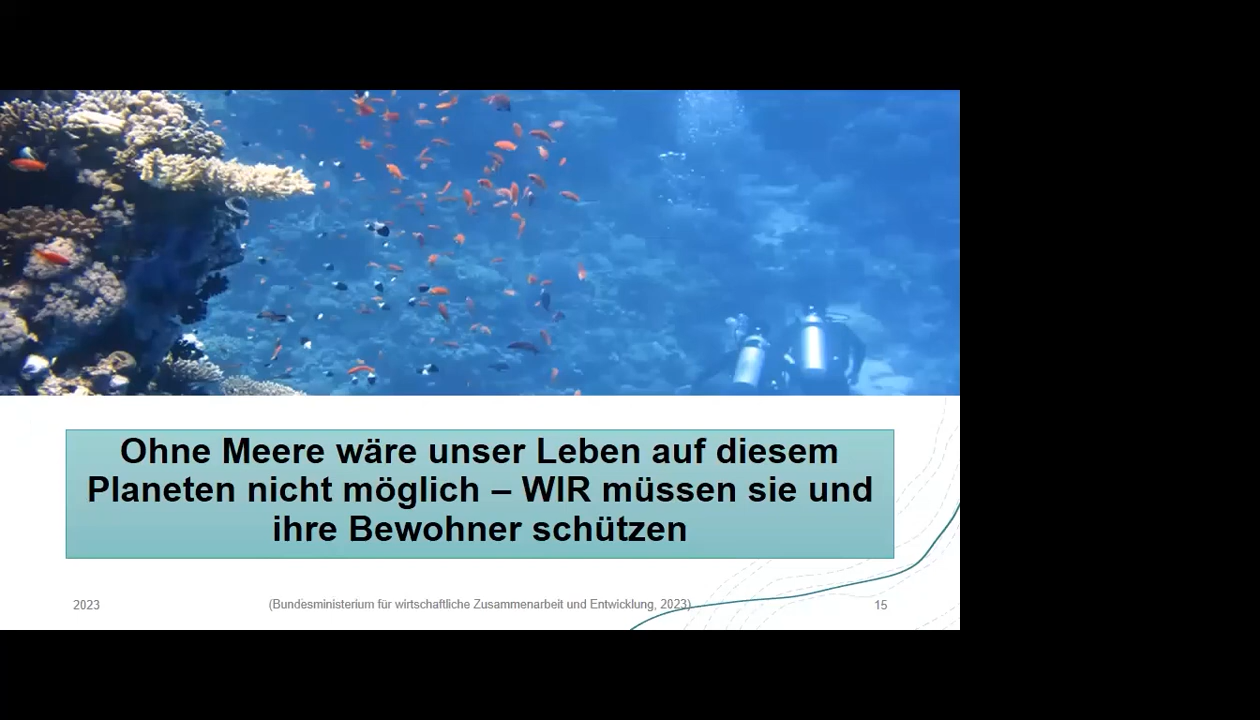 Ohne Meere wäre unser Leben auf diesem
Planeten nicht möglich – WIR müssen sie und
ihre Bewohner schützen
2023
(Bundesministerium für wirtschaftliche Zusammenarbeit und Entwicklung, 2023)
15